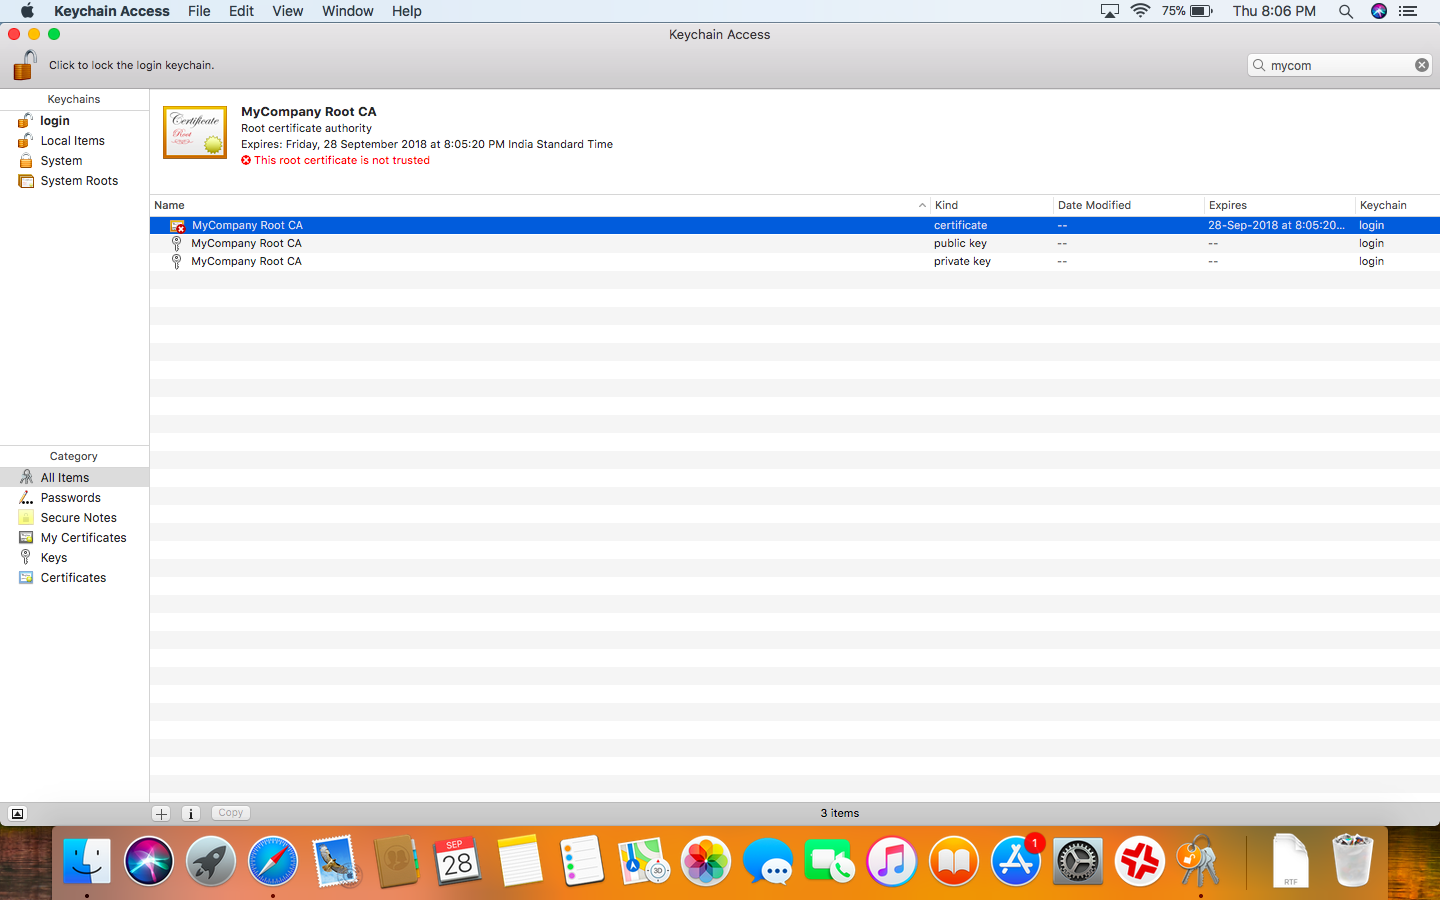 Keychain Access File Edit View Window Help 75% Thu 8:06 PM
Keychain Access
Click to lock the login keychain.
mycom
Keychains
login
Local Items
System
System Roots
Certificate
Root
MyCompany Root CA
Root certificate authority
Expires: Friday, 28 September 2018 at 8:05:20 PM India Standard Time
This root certificate is not trusted
Name Kind Date Modified Expires Keychain
MyCompany Root CA certificate -- 28-Sep-2018 at 8:05:20... login
MyCompany Root CA public key -- -- login
MyCompany Root CA private key -- -- login
Category
All Items
Passwords
Secure Notes
My Certificates
Keys
Certificates
+ i Copy 3 items
SEP
28
3D
1
RTF